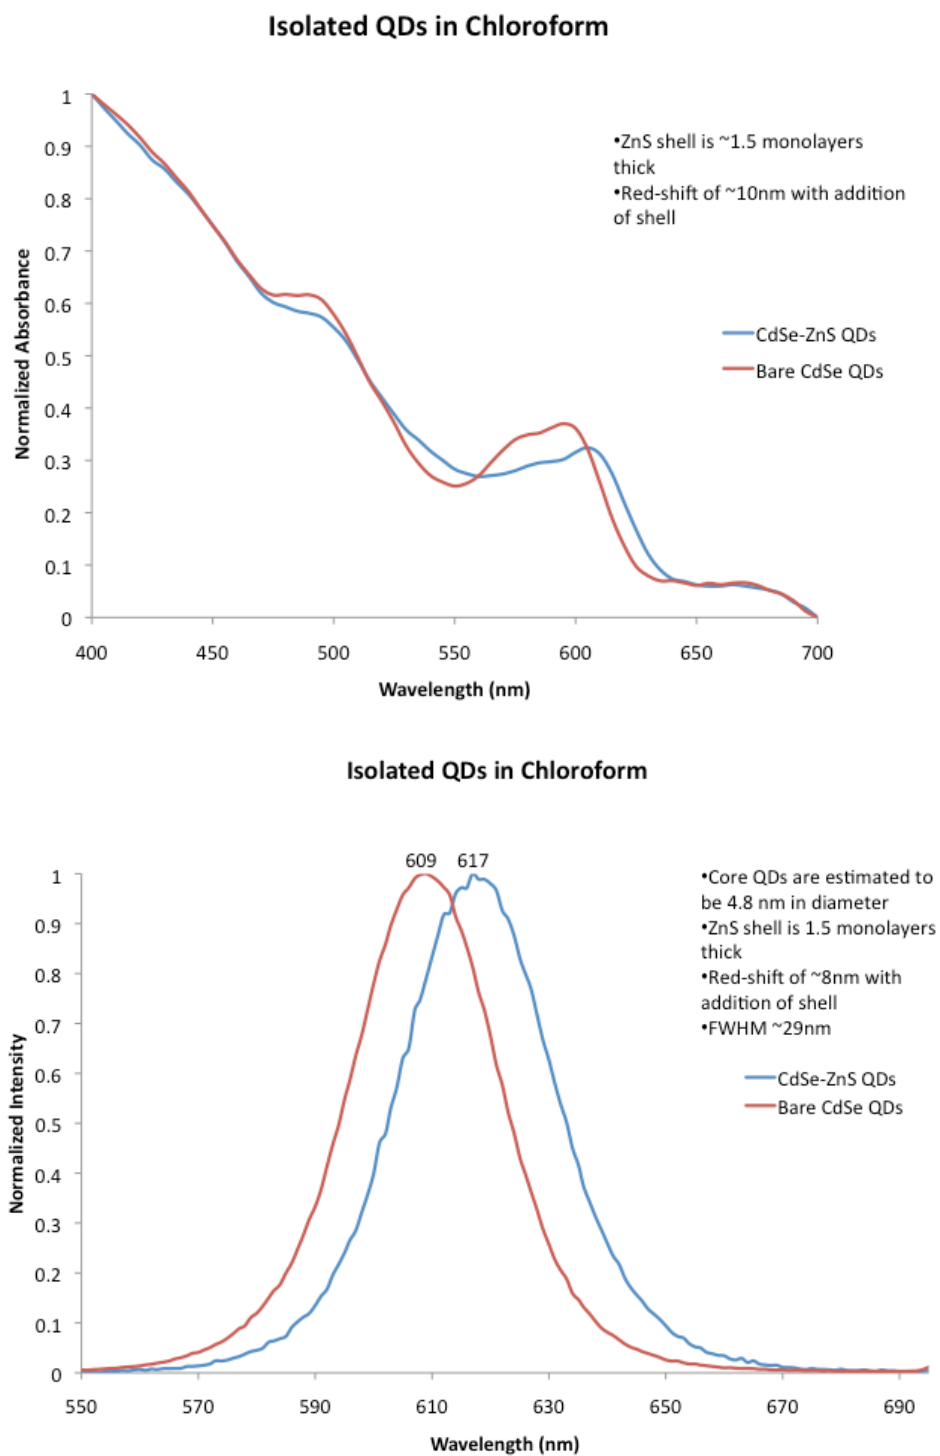 Isolated QDs in Chloroform
1
0.9
0.8
0.7
0.6
0.5
0.4
0.3
0.2
0.1
0
Normalized Absorbance
•ZnS shell is ~1.5 monolayers
thick
•Red-shift of ~10nm with addition
of shell
CdSe-ZnS QDs
Bare CdSe QDs
400 450 500 550 600 650 700
Wavelength (nm)
Isolated QDs in Chloroform
609 617
1
0.9
0.8
0.7
0.6
0.5
0.4
0.3
0.2
0.1
0
Normalized Intensity
•Core QDs are estimated to
be 4.8 nm in diameter
•ZnS shell is 1.5 monolayers
thick
•Red-shift of ~8nm with
addition of shell
•FWHM ~29nm
CdSe-ZnS QDs
Bare CdSe QDs
550 570 590 610 630 650 670 690
Wavelength (nm)